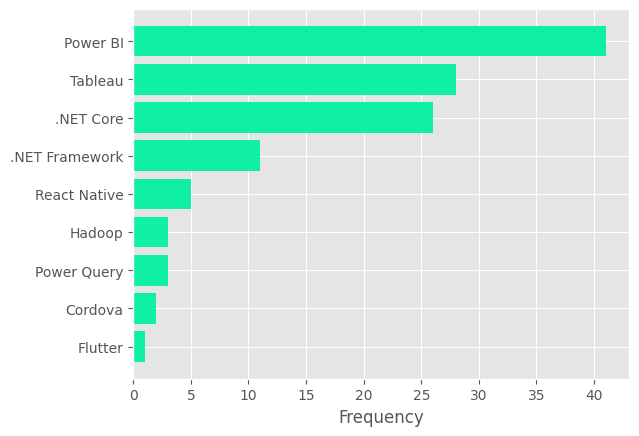 Power BI
Tableau
.NET Core
.NET Framework
React Native
Hadoop
Power Query
Cordova
Flutter
0 5 10 15 20 25 30 35 40
Frequency